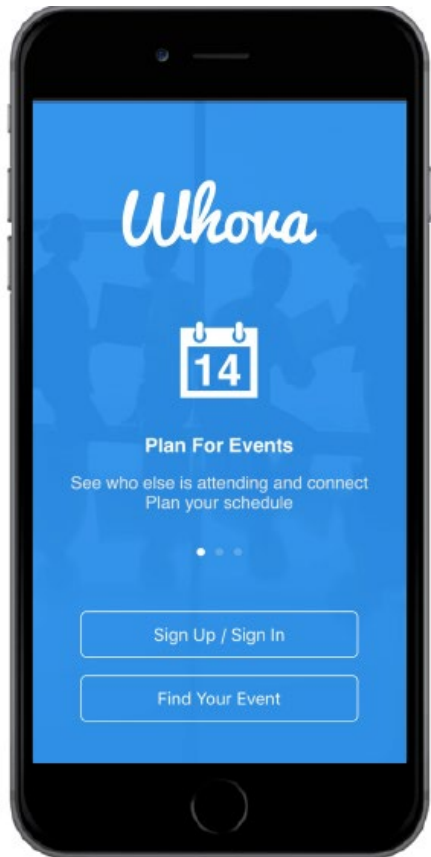 Whova
14
Plan For Events
See who else is attending and connect
Plan your schedule
Sign Up / Sign In
Find Your Event